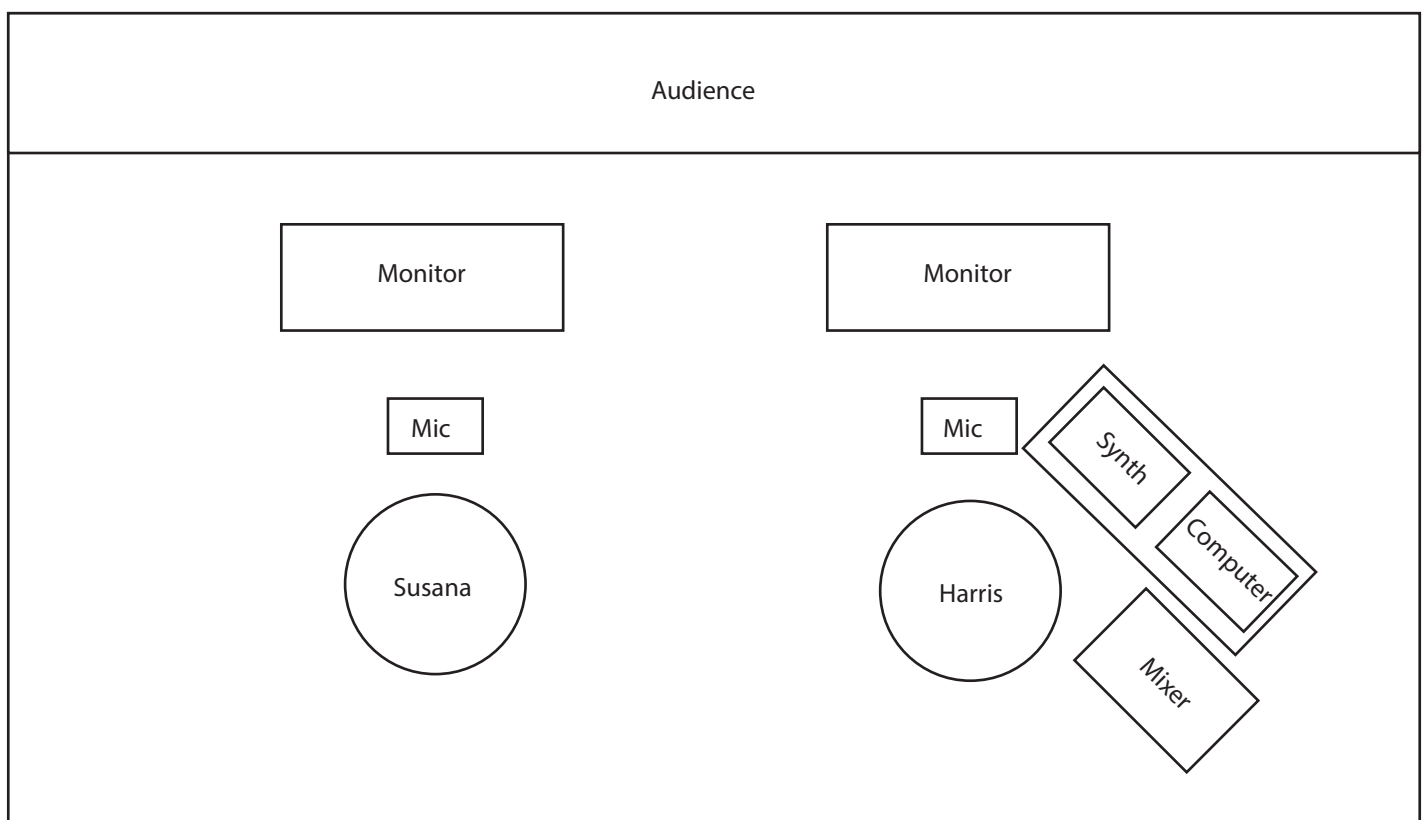 Audience
Monitor
Monitor
Mic
Mic
Synth
Computer
Susana
Harris
Mixer